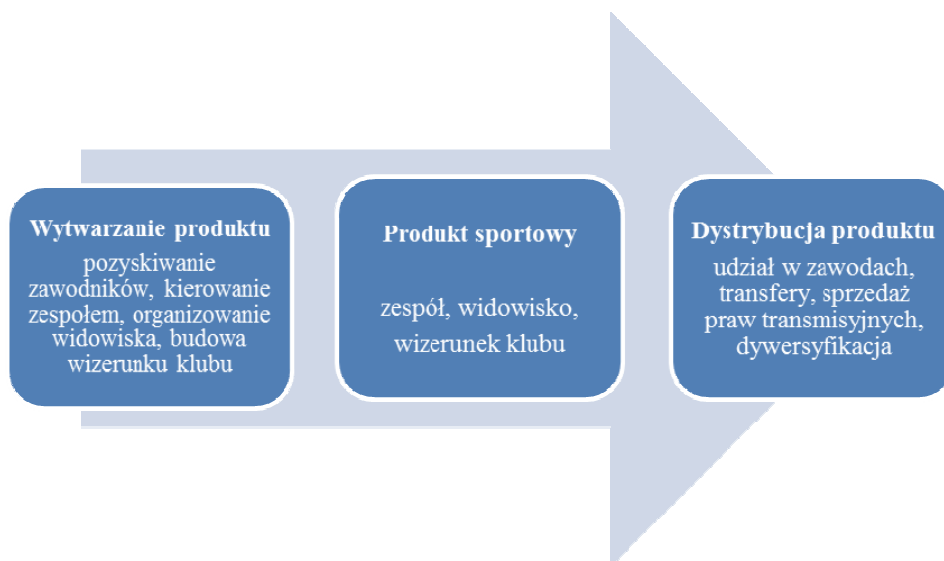 Wytwarzanie produktu
pozyskiwanie
zawodników, kierowanie
zespołem, organizowanie
widowiska, budowa
wizerunku klubu
Produkt sportowy
zespół, widowisko,
wizerunek klubu
Dystrybucja produktu
udział w zawodach,
transfery, sprzedaż
praw transmisyjnych,
dywersyfikacja